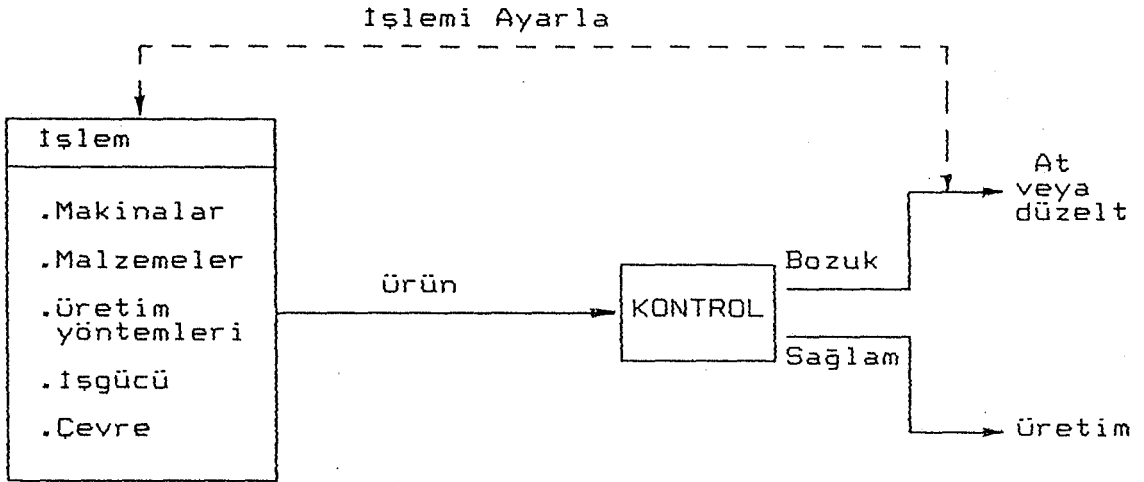 İşlemi Ayarla
İşlem
.Makinalar
.Malzemeler
.üretim
yöntemleri
.İşgücü
.Çevre
ürün
KONTROL
Bozuk
Sağlam
At
veya
düzelt
üretim